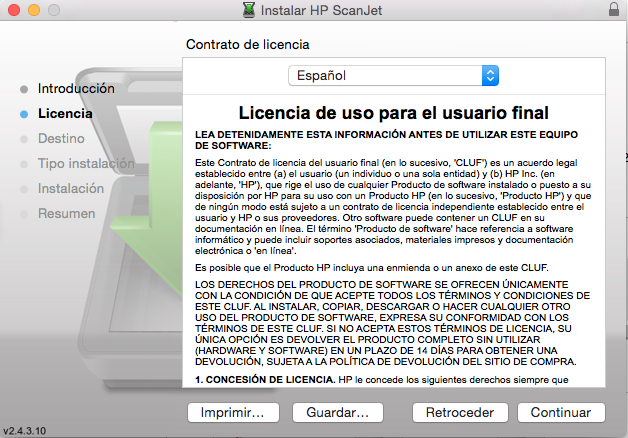 Instalar HP ScanJet
Contrato de licencia
Introducción
Licencia
Destino
Tipo instalación
Instalación
Resumen
Español
Licencia de uso para el usuario final
LEA DETENIDAMENTE ESTA INFORMACIÓN ANTES DE UTILIZAR ESTE EQUIPO
DE SOFTWARE:
Este Contrato de licencia del usuario final (en lo sucesivo, 'CLUF') es un acuerdo legal
establecido entre (a) el usuario (un individuo o una sola entidad) y (b) HP Inc. (en
adelante, 'HP'), que rige el uso de cualquier Producto de software instalado o puesto a su
disposición por HP para su uso con un Producto HP (en lo sucesivo, 'Producto HP') y que
de ningún modo está sujeto a un contrato de licencia independiente establecido entre el
usuario y HP o sus proveedores. Otro software puede contener un CLUF en su
documentación en línea. El término 'Producto de software' hace referencia a software
informático y puede incluir soportes asociados, materiales impresos y documentación
electrónica o 'en línea'.
Es posible que el Producto HP incluya una enmienda o un anexo de este CLUF.
LOS DERECHOS DEL PRODUCTO DE SOFTWARE SE OFRECEN ÚNICAMENTE
CON LA CONDICIÓN DE QUE ACEPTE TODOS LOS TÉRMINOS Y CONDICIONES DE
ESTE CLUF. AL INSTALAR, COPIAR, DESCARGAR O HACER CUALQUIER OTRO
USO DEL PRODUCTO DE SOFTWARE, EXPRESA SU CONFORMIDAD CON LOS
TÉRMINOS DE ESTE CLUF. SI NO ACEPTA ESTOS TÉRMINOS DE LICENCIA, SU
ÚNICA OPCIÓN ES DEVOLVER EL PRODUCTO COMPLETO SIN UTILIZAR
(HARDWARE Y SOFTWARE) EN UN PLAZO DE 14 DÍAS PARA OBTENER UNA
DEVOLUCIÓN, SUJETA A LA POLÍTICA DE DEVOLUCIÓN DEL SITIO DE COMPRA.
1. CONCESIÓN DE LICENCIA. HP le concede los siguientes derechos siempre que
Imprimir...
Guardar...
Retroceder
Continuar
v2.4.3.10